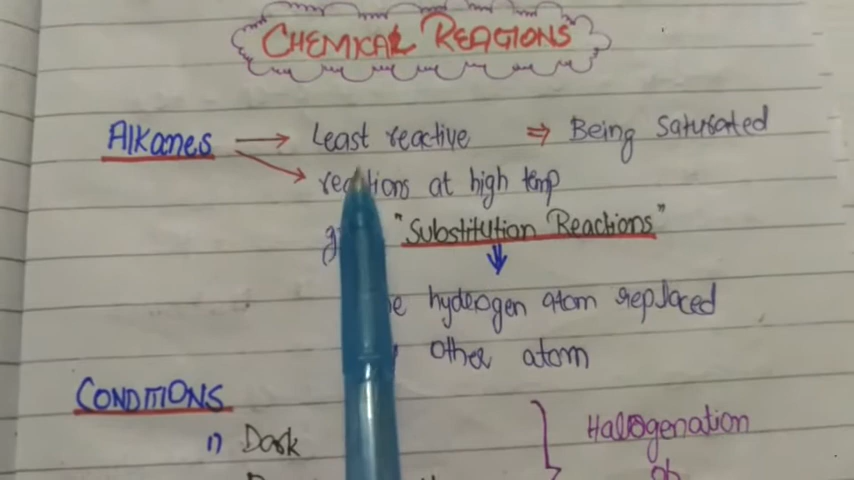 CHEMICAL REACTIONS
Alkanes → Least reactive ⇒ Being saturated
reactions at high temp
"Substitution Reactions"
hydrogen atom replaced
other atom
CONDITIONS
1) Dark
Halogenation